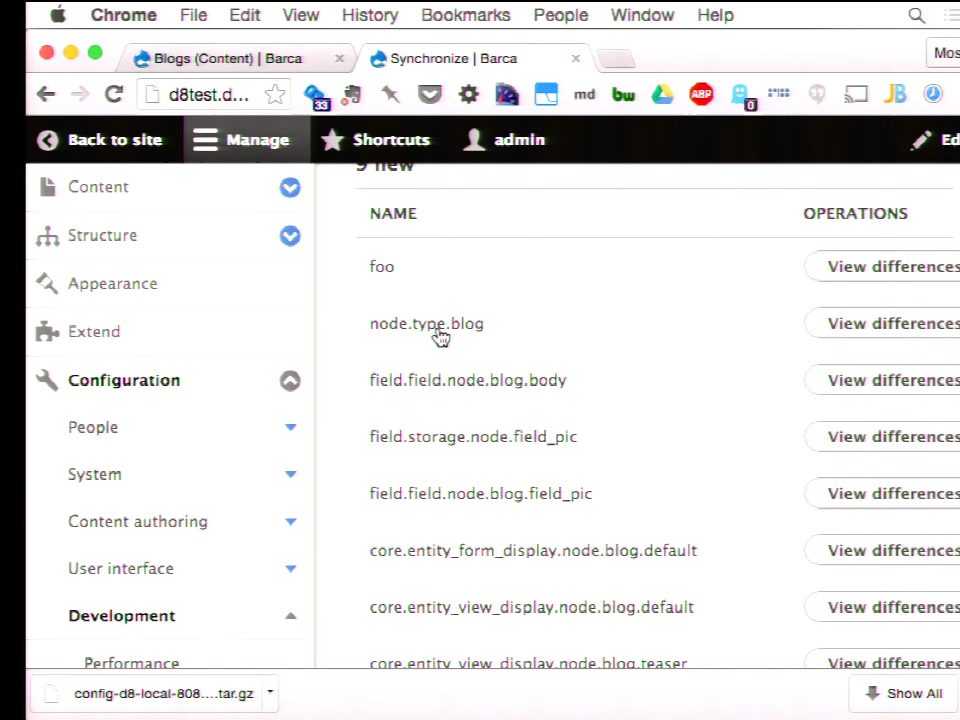 Chrome File Edit View History Bookmarks People Window Help
Blogs (Content) | Barca
Synchronize | Barca
Mos
d8test.d...
33
md
bw
ABP
0
JB
Back to site
Manage
Shortcuts
admin
Ed
Content
Structure
Appearance
Extend
Configuration
People
System
Content authoring
User interface
Development
Performance
9 new
NAME OPERATIONS
foo View differences
node.type.blog View differences
field.field.node.blog.body View differences
field.storage.node.field_pic View differences
field.field.node.blog.field_pic View differences
core.entity_form_display.node.blog.default View differences
core.entity_view_display.node.blog.default View differences
core.entity_view_display.node.blog.teaser View differences
config-d8-local-808....tar.gz
Show All